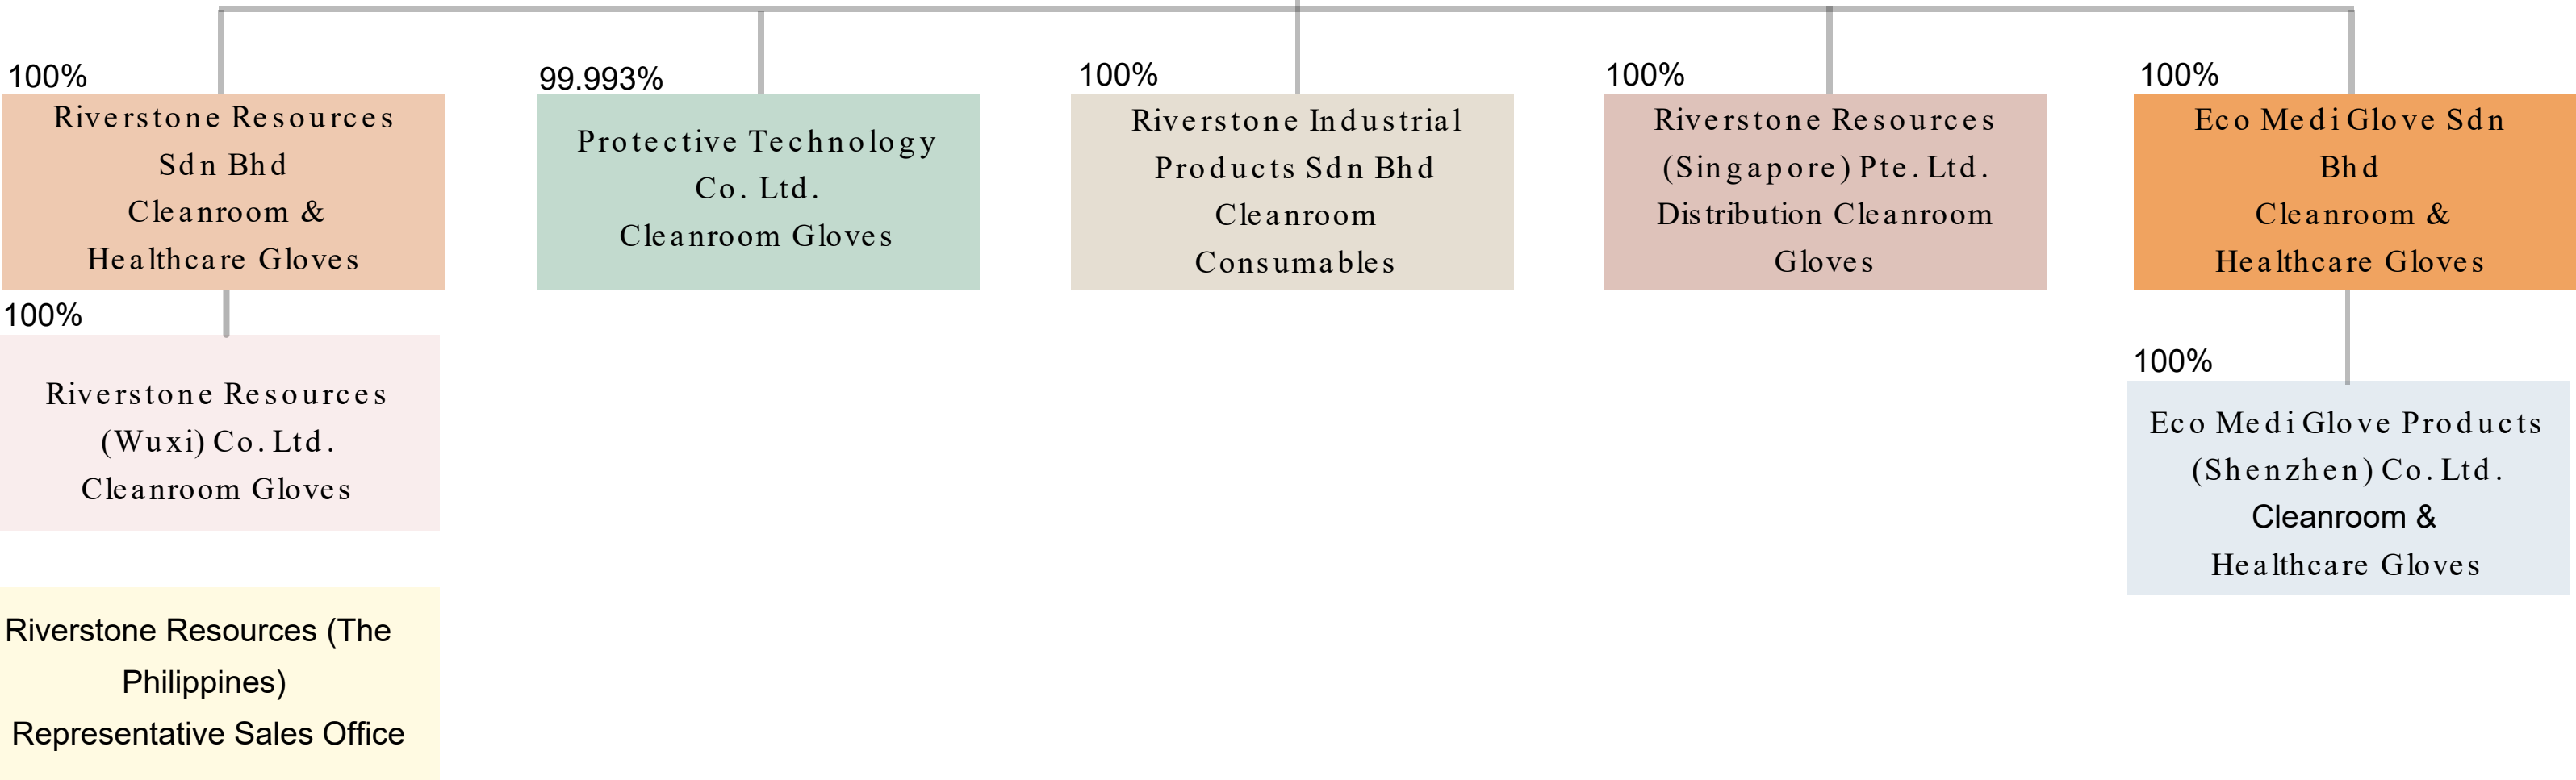 100%
Riverstone Resources
Sdn Bhd
Cleanroom &
Healthcare Gloves
99.993%
Protective Technology
Co. Ltd.
Cleanroom Gloves
100%
Riverstone Industrial
Products Sdn Bhd
Cleanroom
Consumables
100%
Riverstone Resources
(Singapore) Pte. Ltd.
Distribution Cleanroom
Gloves
100%
Eco Medi Glove Sdn
Bhd
Cleanroom &
Healthcare Gloves
100%
Riverstone Resources
(Wuxi) Co. Ltd.
Cleanroom Gloves
100%
Eco Medi Glove Products
(Shenzhen) Co. Ltd.
Cleanroom &
Healthcare Gloves
Riverstone Resources (The
Philippines)
Representative Sales Office